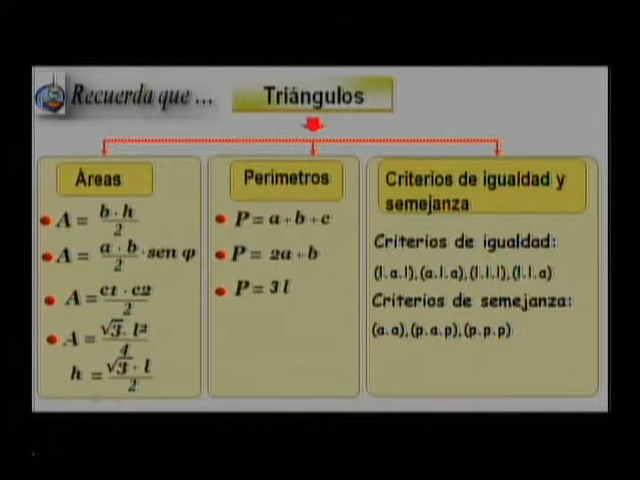 Recuerda que ...
Triángulos
Áreas
A = b · h / 2
A = a · b / 2 · sen φ
A = c1 · c2 / 2
A = √3 · l² / 4
h = √3 · l / 2
Perímetros
P = a + b + c
P = 2a + b
P = 3 l
Criterios de igualdad y
semejanza
Criterios de igualdad:
(l.a.l),(a.l.a),(l.l.l),(l.l.a)
Criterios de semejanza:
(a.a),(p.a.p),(p.p.p)